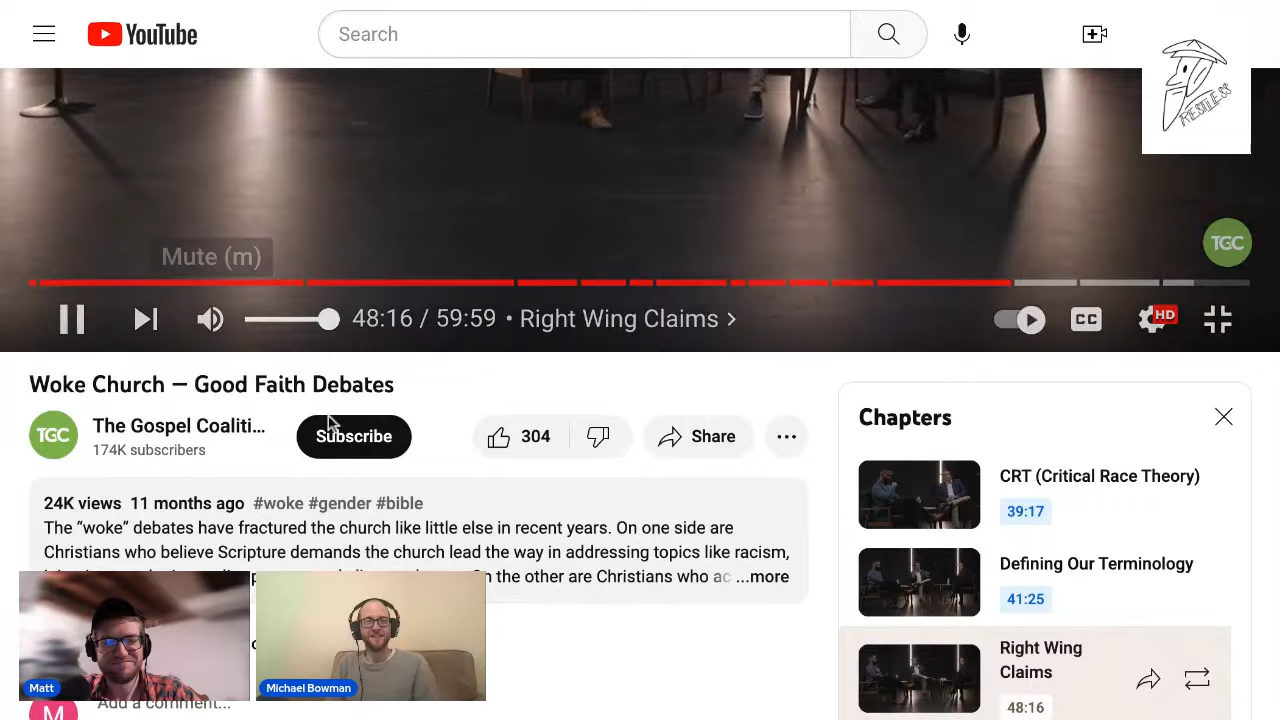 YouTube
Search
RESTLESS
TGC
Mute (m)
48:16 / 59:59 • Right Wing Claims >
CC
HD
Woke Church – Good Faith Debates
TGC
The Gospel Coaliti...
174K subscribers
Subscribe
304
Share
24K views 11 months ago #woke #gender #bible
The “woke” debates have fractured the church like little else in recent years. On one side are
Christians who believe Scripture demands the church lead the way in addressing topics like racism,
the other are Christians who ac ...more
Matt
Michael Bowman
M
Add a comment...
Chapters
CRT (Critical Race Theory)
39:17
Defining Our Terminology
41:25
Right Wing
Claims
48:16